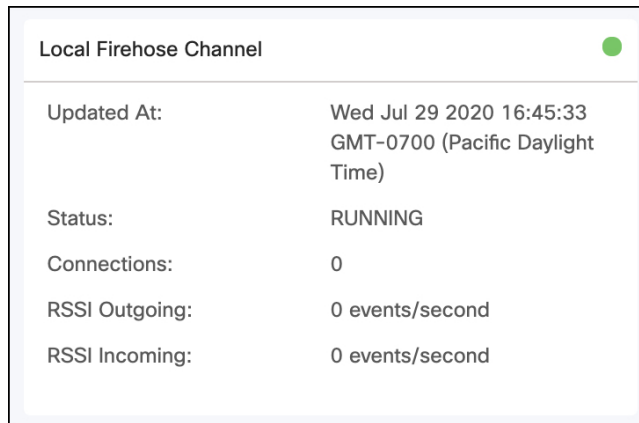 Local Firehose Channel
Updated At: Wed Jul 29 2020 16:45:33
GMT-0700 (Pacific Daylight
Time)
Status: RUNNING
Connections: 0
RSSI Outgoing: 0 events/second
RSSI Incoming: 0 events/second